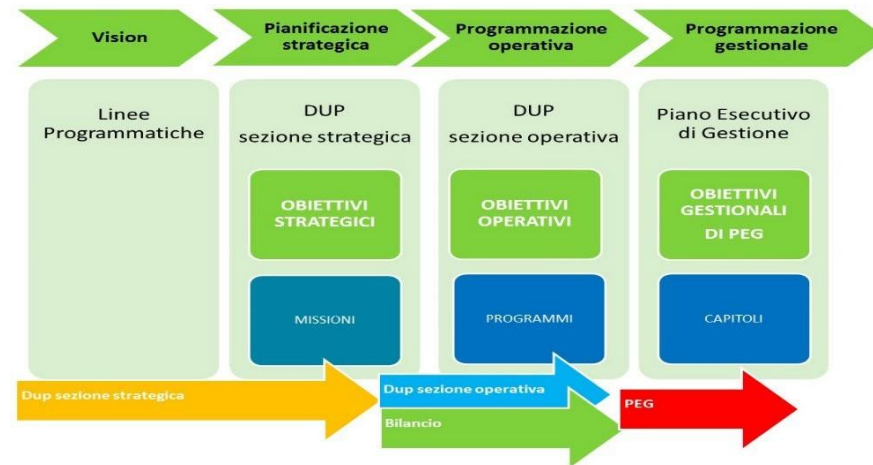 Vision
Pianificazione
strategica
Programmazione
operativa
Programmazione
gestionale
Linee
Programmatiche
DUP
sezione strategica
OBIETTIVI
STRATEGICI
MISSIONI
DUP
sezione operativa
OBIETTIVI
OPERATIVI
PROGRAMMI
Piano Esecutivo
di Gestione
OBIETTIVI
GESTIONALI
DI PEG
CAPITOLI
Dup sezione strategica
Dup sezione operativa
Bilancio
PEG